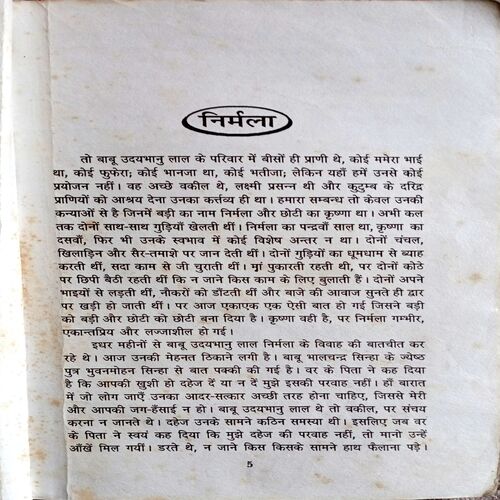 निर्मला
तो बाबू उदयभानु लाल के परिवार में बीसों ही प्राणी थे, कोई ममेरा भाई
था, कोई फुफेरा; कोई भानजा था, कोई भतीजा; लेकिन यहाँ हमें उनसे कोई
प्रयोजन नहीं। वह अच्छे वकील थे, लक्ष्मी प्रसन्न थी और कुटुम्ब के दरिद्र
प्राणियों को आश्रय देना उनका कर्त्तव्य ही था। हमारा सम्बन्ध तो केवल उनकी
कन्याओं से है जिनमें बड़ी का नाम निर्मला और छोटी का कृष्णा था। अभी कल
तक दोनों साथ-साथ गुड़ियाँ खेलती थीं। निर्मला का पन्द्रवाँ साल था, कृष्णा का
दसवाँ, फिर भी उनके स्वभाव में कोई विशेष अन्तर न था। दोनों चंचल,
खिलाड़िन और सैर-तमाशे पर जान देती थीं। दोनों गुड़ियों का धूमधाम से ब्याह
करती थीं, सदा काम से जी चुराती थीं। माां पुकारती रहती थी, पर दोनों कोठे
पर छिपी बैठी रहती थीं कि न जाने किस काम के लिए बुलाती हैं। दोनों अपने
भाइयों से लड़ती थीं, नौकरों को डाँटती थीं और बाजे की आवाज सुनते ही द्वार
पर खड़ी हो जाती थीं। पर आज एकाएक एक ऐसी बात हो गई जिसने बड़ी
को बड़ी और छोटी को छोटी बना दिया है। कृष्णा वही है, पर निर्मला गम्भीर,
एकान्तप्रिय और लज्जाशील हो गई।
इधर महीनों से बाबू उदयभानु लाल निर्मला के विवाह की बातचीत कर
रहे थे। आज उनकी मेहनत ठिकाने लगी है। बाबू भालचन्द्र सिन्हा के ज्येष्ठ
पुत्र भुवनमोहन सिन्हा से बात पक्की की गई है। वर के पिता ने कह दिया
है कि आपकी खुशी हो दहेज दें या न दें मुझे इसकी परवाह नहीं। हाँ बारात
में जो लोग जाएँ उनका आदर-सत्कार अच्छी तरह होना चाहिए, जिससे मेरी
और आपकी जग-हँसाई न हो। बाबू उदयभानु लाल थे तो वकील, पर संचय
करना न जानते थे। दहेज उनके सामने कठिन समस्या थी। इसलिए जब वर
के पिता ने स्वयं कह दिया कि मुझे दहेज की परवाह नहीं, तो मानो उन्हें
आँखें मिल गयीं। डरते थे, न जाने किस किसके सामने हाथ फैलाना पड़े।
5